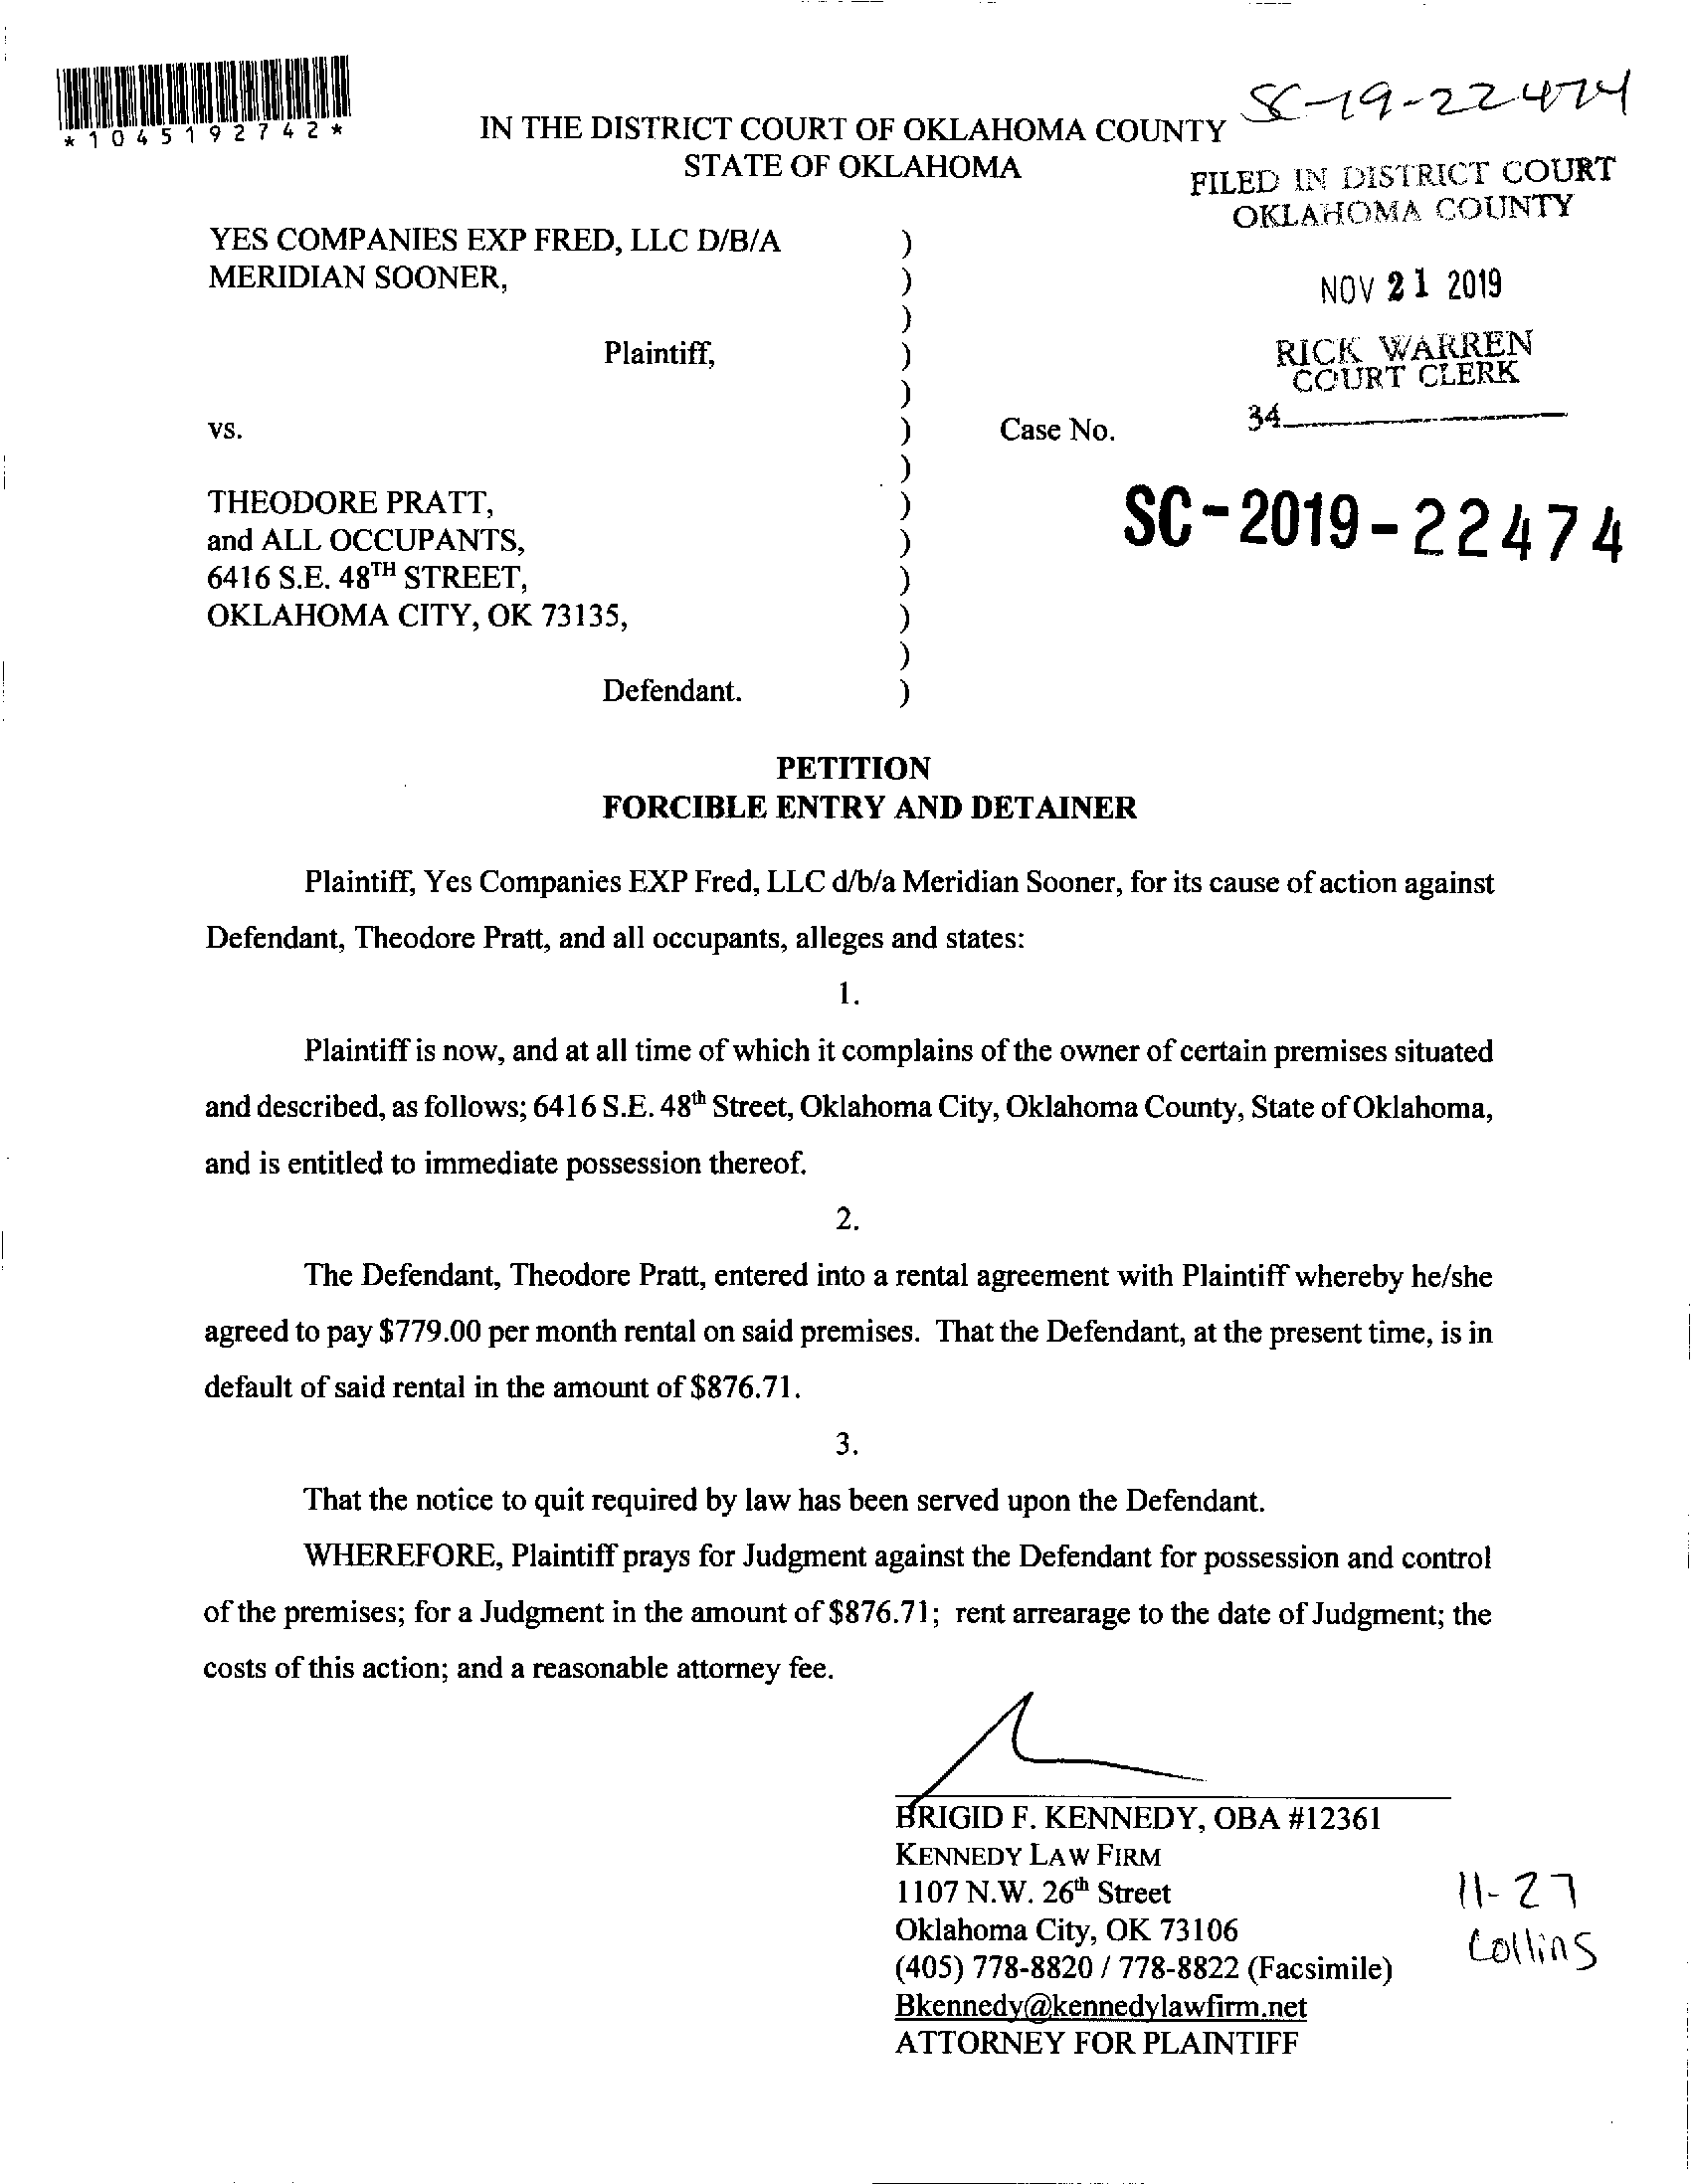 *1045192742*
SC-19-22474
IN THE DISTRICT COURT OF OKLAHOMA COUNTY
STATE OF OKLAHOMA
FILED IN DISTRICT COURT
OKLAHOMA COUNTY
NOV 21 2019
RICK WARREN
COURT CLERK
34
YES COMPANIES EXP FRED, LLC D/B/A )
MERIDIAN SOONER, )
)
Plaintiff, )
)
vs. ) Case No.
)
SC-2019-22474
THEODORE PRATT, )
and ALL OCCUPANTS, )
6416 S.E. 48TH STREET, )
OKLAHOMA CITY, OK 73135, )
)
Defendant. )
PETITION
FORCIBLE ENTRY AND DETAINER
Plaintiff, Yes Companies EXP Fred, LLC d/b/a Meridian Sooner, for its cause of action against
Defendant, Theodore Pratt, and all occupants, alleges and states:
1.
Plaintiff is now, and at all time of which it complains of the owner of certain premises situated
and described, as follows; 6416 S.E. 48th Street, Oklahoma City, Oklahoma County, State of Oklahoma,
and is entitled to immediate possession thereof.
2.
The Defendant, Theodore Pratt, entered into a rental agreement with Plaintiff whereby he/she
agreed to pay $779.00 per month rental on said premises. That the Defendant, at the present time, is in
default of said rental in the amount of $876.71.
3.
That the notice to quit required by law has been served upon the Defendant.
WHEREFORE, Plaintiff prays for Judgment against the Defendant for possession and control
of the premises; for a Judgment in the amount of $876.71; rent arrearage to the date of Judgment; the
costs of this action; and a reasonable attorney fee.
BRIGID F. KENNEDY, OBA #12361
KENNEDY LAW FIRM
1107 N.W. 26th Street
Oklahoma City, OK 73106
(405) 778-8820 / 778-8822 (Facsimile)
Bkennedy@kennedylawfirm.net
ATTORNEY FOR PLAINTIFF
11-27
Collins